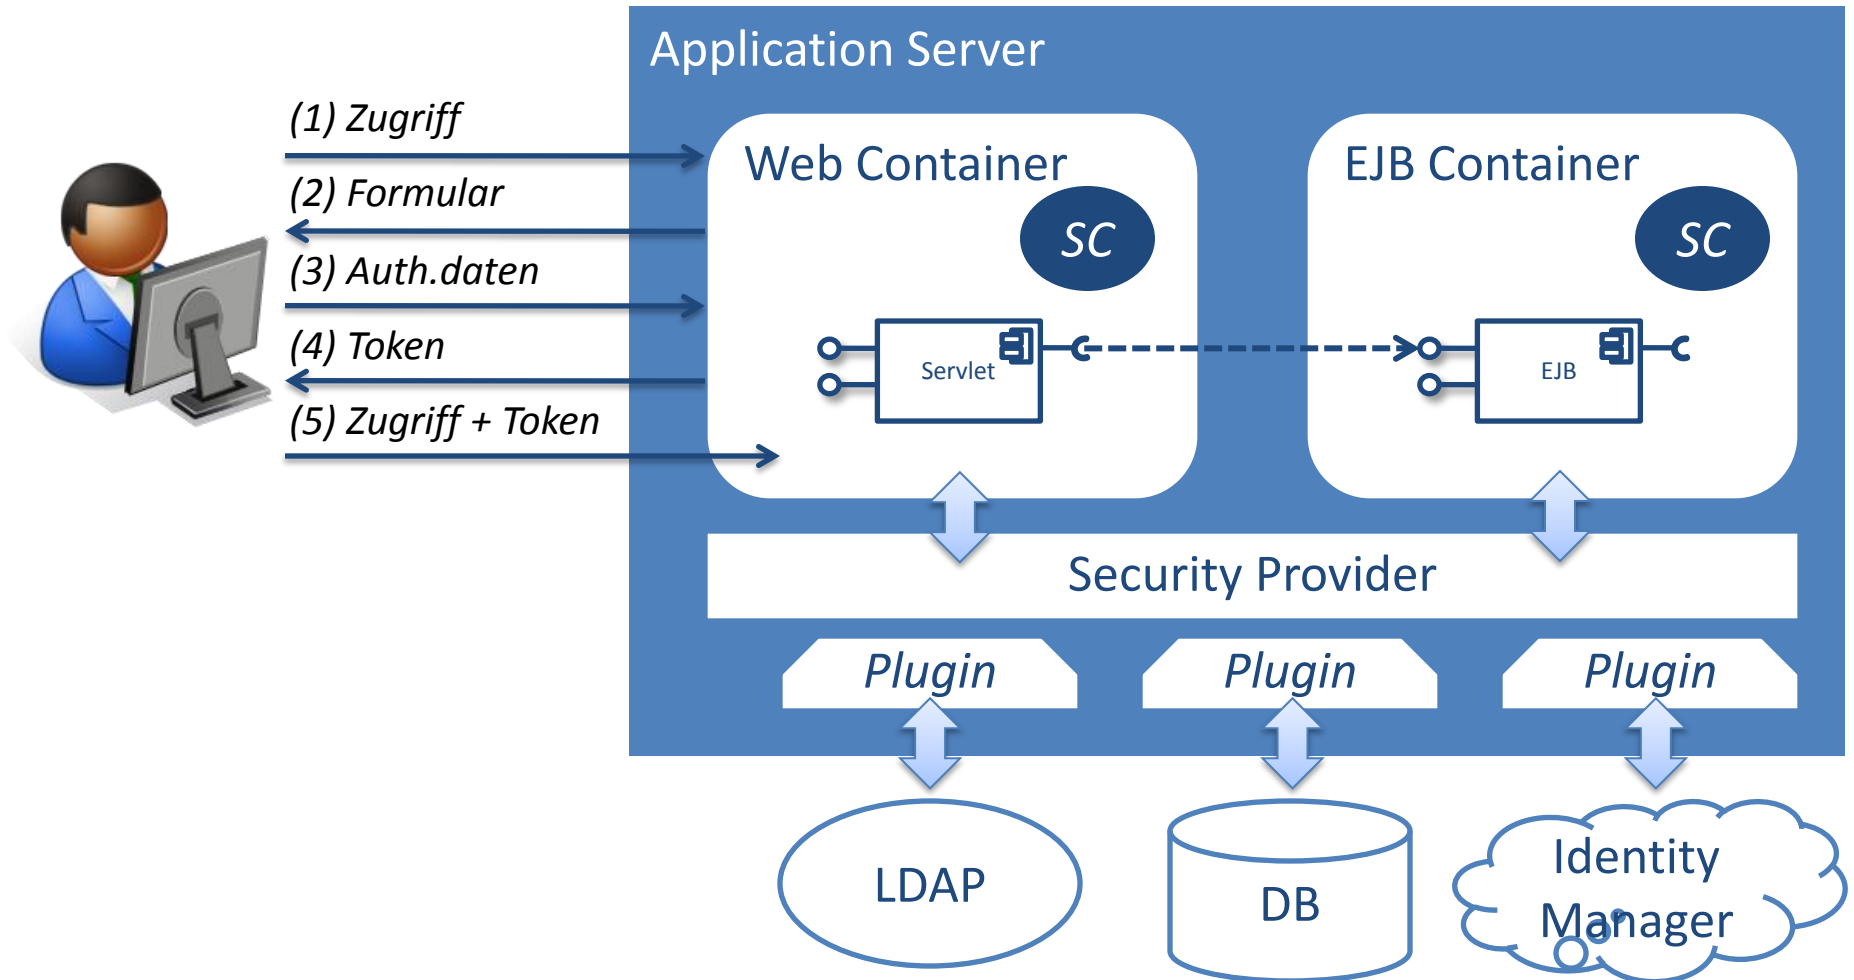 Application Server
(1) Zugriff
(2) Formular
(3) Auth.daten
(4) Token
(5) Zugriff + Token
Web Container
SC
Servlet
EJB Container
SC
EJB
Security Provider
Plugin
Plugin
Plugin
LDAP
DB
Identity
Manager